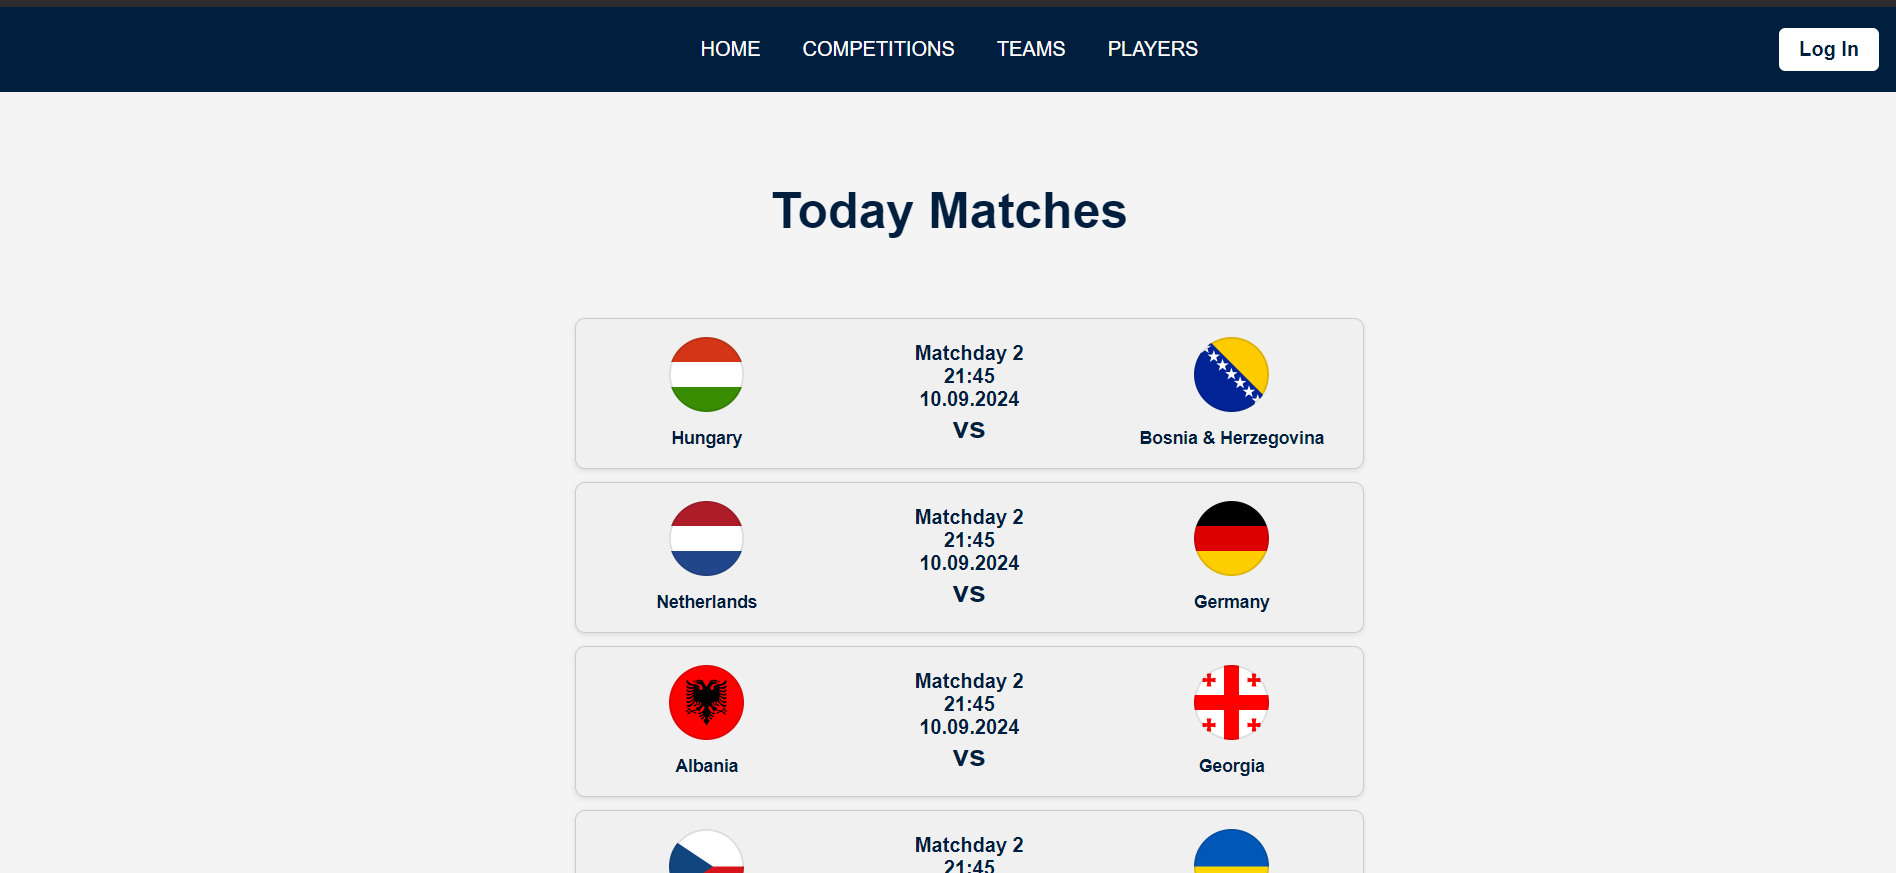 HOME COMPETITIONS TEAMS PLAYERS Log In
Today Matches
Matchday 2
21:45
10.09.2024
VS
Hungary
Bosnia & Herzegovina
Matchday 2
21:45
10.09.2024
VS
Netherlands
Germany
Matchday 2
21:45
10.09.2024
VS
Albania
Georgia
Matchday 2
21:45